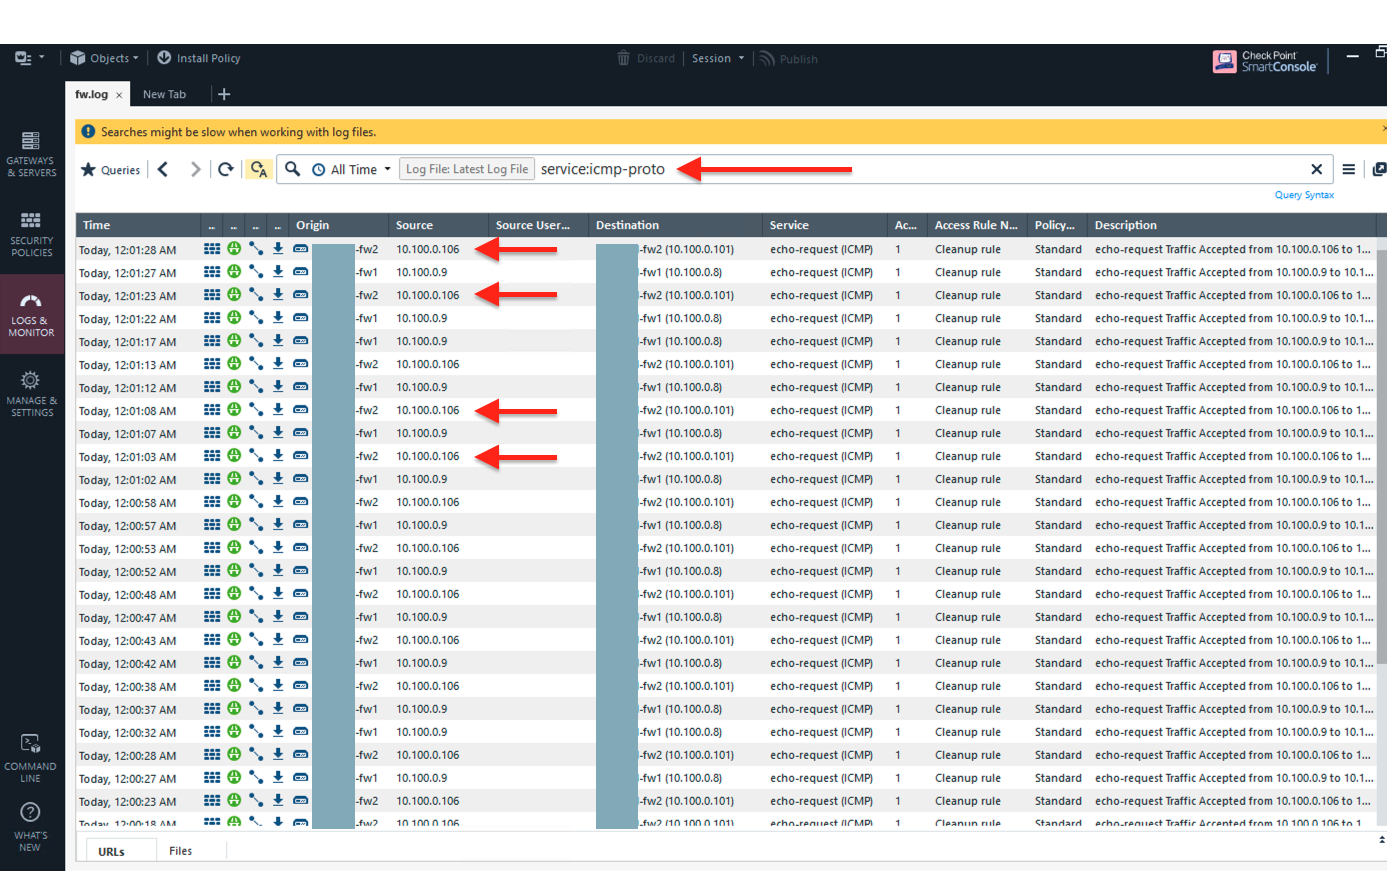 Objects Install Policy Discard Session Publish Check Point SmartConsole
fw.log × New Tab +
Searches might be slow when working with log files.
GATEWAYS & SERVERS
Queries All Time Log File: Latest Log File service:icmp-proto
Query Syntax
Time .. .. .. .. Origin Source Source User... Destination Service Ac... Access Rule N... Policy... Description
Today, 12:01:28 AM -fw2 10.100.0.106 -fw2 (10.100.0.101) echo-request (ICMP) 1 Cleanup rule Standard echo-request Traffic Accepted from 10.100.0.106 to 1...
Today, 12:01:27 AM -fw1 10.100.0.9 -fw1 (10.100.0.8) echo-request (ICMP) 1 Cleanup rule Standard echo-request Traffic Accepted from 10.100.0.9 to 10.1...
Today, 12:01:23 AM -fw2 10.100.0.106 -fw2 (10.100.0.101) echo-request (ICMP) 1 Cleanup rule Standard echo-request Traffic Accepted from 10.100.0.106 to 1...
Today, 12:01:22 AM -fw1 10.100.0.9 -fw1 (10.100.0.8) echo-request (ICMP) 1 Cleanup rule Standard echo-request Traffic Accepted from 10.100.0.9 to 10.1...
Today, 12:01:17 AM -fw1 10.100.0.9 -fw1 (10.100.0.8) echo-request (ICMP) 1 Cleanup rule Standard echo-request Traffic Accepted from 10.100.0.9 to 10.1...
Today, 12:01:13 AM -fw2 10.100.0.106 -fw2 (10.100.0.101) echo-request (ICMP) 1 Cleanup rule Standard echo-request Traffic Accepted from 10.100.0.106 to 1...
Today, 12:01:12 AM -fw1 10.100.0.9 -fw1 (10.100.0.8) echo-request (ICMP) 1 Cleanup rule Standard echo-request Traffic Accepted from 10.100.0.9 to 10.1...
Today, 12:01:08 AM -fw2 10.100.0.106 -fw2 (10.100.0.101) echo-request (ICMP) 1 Cleanup rule Standard echo-request Traffic Accepted from 10.100.0.106 to 1...
Today, 12:01:07 AM -fw1 10.100.0.9 -fw1 (10.100.0.8) echo-request (ICMP) 1 Cleanup rule Standard echo-request Traffic Accepted from 10.100.0.9 to 10.1...
Today, 12:01:03 AM -fw2 10.100.0.106 -fw2 (10.100.0.101) echo-request (ICMP) 1 Cleanup rule Standard echo-request Traffic Accepted from 10.100.0.106 to 1...
Today, 12:01:02 AM -fw1 10.100.0.9 -fw1 (10.100.0.8) echo-request (ICMP) 1 Cleanup rule Standard echo-request Traffic Accepted from 10.100.0.9 to 10.1...
Today, 12:00:58 AM -fw2 10.100.0.106 -fw2 (10.100.0.101) echo-request (ICMP) 1 Cleanup rule Standard echo-request Traffic Accepted from 10.100.0.106 to 1...
Today, 12:00:57 AM -fw1 10.100.0.9 -fw1 (10.100.0.8) echo-request (ICMP) 1 Cleanup rule Standard echo-request Traffic Accepted from 10.100.0.9 to 10.1...
Today, 12:00:53 AM -fw2 10.100.0.106 -fw2 (10.100.0.101) echo-request (ICMP) 1 Cleanup rule Standard echo-request Traffic Accepted from 10.100.0.106 to 1...
Today, 12:00:52 AM -fw1 10.100.0.9 -fw1 (10.100.0.8) echo-request (ICMP) 1 Cleanup rule Standard echo-request Traffic Accepted from 10.100.0.9 to 10.1...
Today, 12:00:48 AM -fw2 10.100.0.106 -fw2 (10.100.0.101) echo-request (ICMP) 1 Cleanup rule Standard echo-request Traffic Accepted from 10.100.0.106 to 1...
Today, 12:00:47 AM -fw1 10.100.0.9 -fw1 (10.100.0.8) echo-request (ICMP) 1 Cleanup rule Standard echo-request Traffic Accepted from 10.100.0.9 to 10.1...
Today, 12:00:43 AM -fw2 10.100.0.106 -fw2 (10.100.0.101) echo-request (ICMP) 1 Cleanup rule Standard echo-request Traffic Accepted from 10.100.0.106 to 1...
Today, 12:00:42 AM -fw1 10.100.0.9 -fw1 (10.100.0.8) echo-request (ICMP) 1 Cleanup rule Standard echo-request Traffic Accepted from 10.100.0.9 to 10.1...
Today, 12:00:38 AM -fw2 10.100.0.106 -fw2 (10.100.0.101) echo-request (ICMP) 1 Cleanup rule Standard echo-request Traffic Accepted from 10.100.0.106 to 1...
Today, 12:00:37 AM -fw1 10.100.0.9 -fw1 (10.100.0.8) echo-request (ICMP) 1 Cleanup rule Standard echo-request Traffic Accepted from 10.100.0.9 to 10.1...
Today, 12:00:32 AM -fw1 10.100.0.9 -fw1 (10.100.0.8) echo-request (ICMP) 1 Cleanup rule Standard echo-request Traffic Accepted from 10.100.0.9 to 10.1...
Today, 12:00:28 AM -fw2 10.100.0.106 -fw2 (10.100.0.101) echo-request (ICMP) 1 Cleanup rule Standard echo-request Traffic Accepted from 10.100.0.106 to 1...
Today, 12:00:27 AM -fw1 10.100.0.9 -fw1 (10.100.0.8) echo-request (ICMP) 1 Cleanup rule Standard echo-request Traffic Accepted from 10.100.0.9 to 10.1...
Today, 12:00:23 AM -fw2 10.100.0.106 -fw2 (10.100.0.101) echo-request (ICMP) 1 Cleanup rule Standard echo-request Traffic Accepted from 10.100.0.106 to 1...
Today, 12:00:18 AM -fw2 10.100.0.106 -fw2 (10.100.0.101) echo-request (ICMP) 1 Cleanup rule Standard echo-request Traffic Accepted from 10.100.0.106 to 1
SECURITY
POLICIES
LOGS &
MONITOR
MANAGE &
SETTINGS
COMMAND
LINE
WHAT'S
NEW
URLs Files